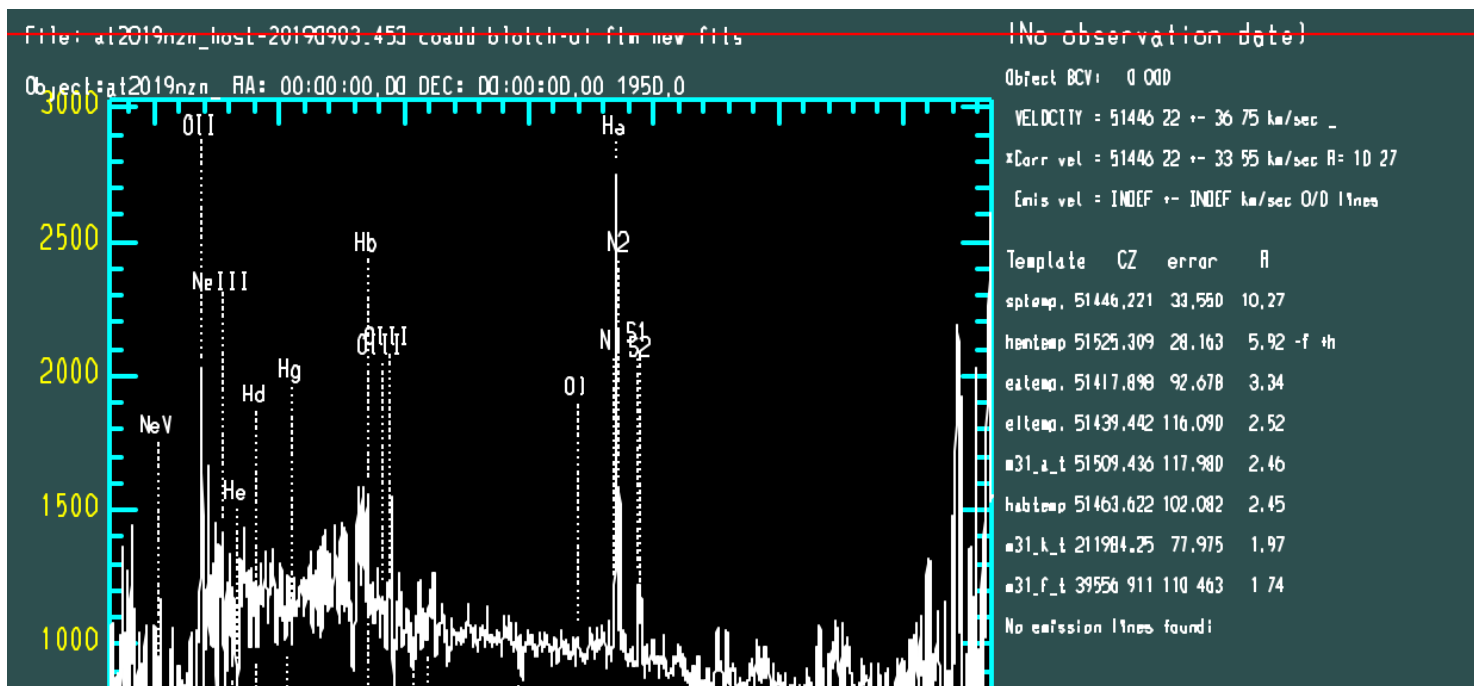 File: at2019nzn_host-20190903.453 coadd blotch-ui flm new fits
(No observation date)
Object:at2019nzn_ RA: 00:00:00.00 DEC: 00:00:00.00 1950.0
Object BCV: 0 000
VELOCITY = 51446 22 +- 36 75 km/sec _
*Corr vel = 51446 22 +- 33 55 km/sec R= 10 27
Emis vel = INDEF +- INDEF km/sec 0/0 lines
Template CZ error R
sptemp. 51446.221 33.550 10.27
hemtemp 51525.309 28.163 5.92 -f +h
eatemp. 51417.898 92.678 3.34
eltemp. 51439.442 116.090 2.52
m31_a_t 51509.436 117.980 2.46
habtemp 51463.622 102.082 2.45
m31_k_t 211984.25 77.975 1.97
m31_f_t 39556 911 110 463 1 74
No emission lines found!
3000
2500
2000
1500
1000
OII
Ha
Hb
N2
NeIII
OIII
OIII
N
S1
S2
Hg
Hd
OI
NeV
He